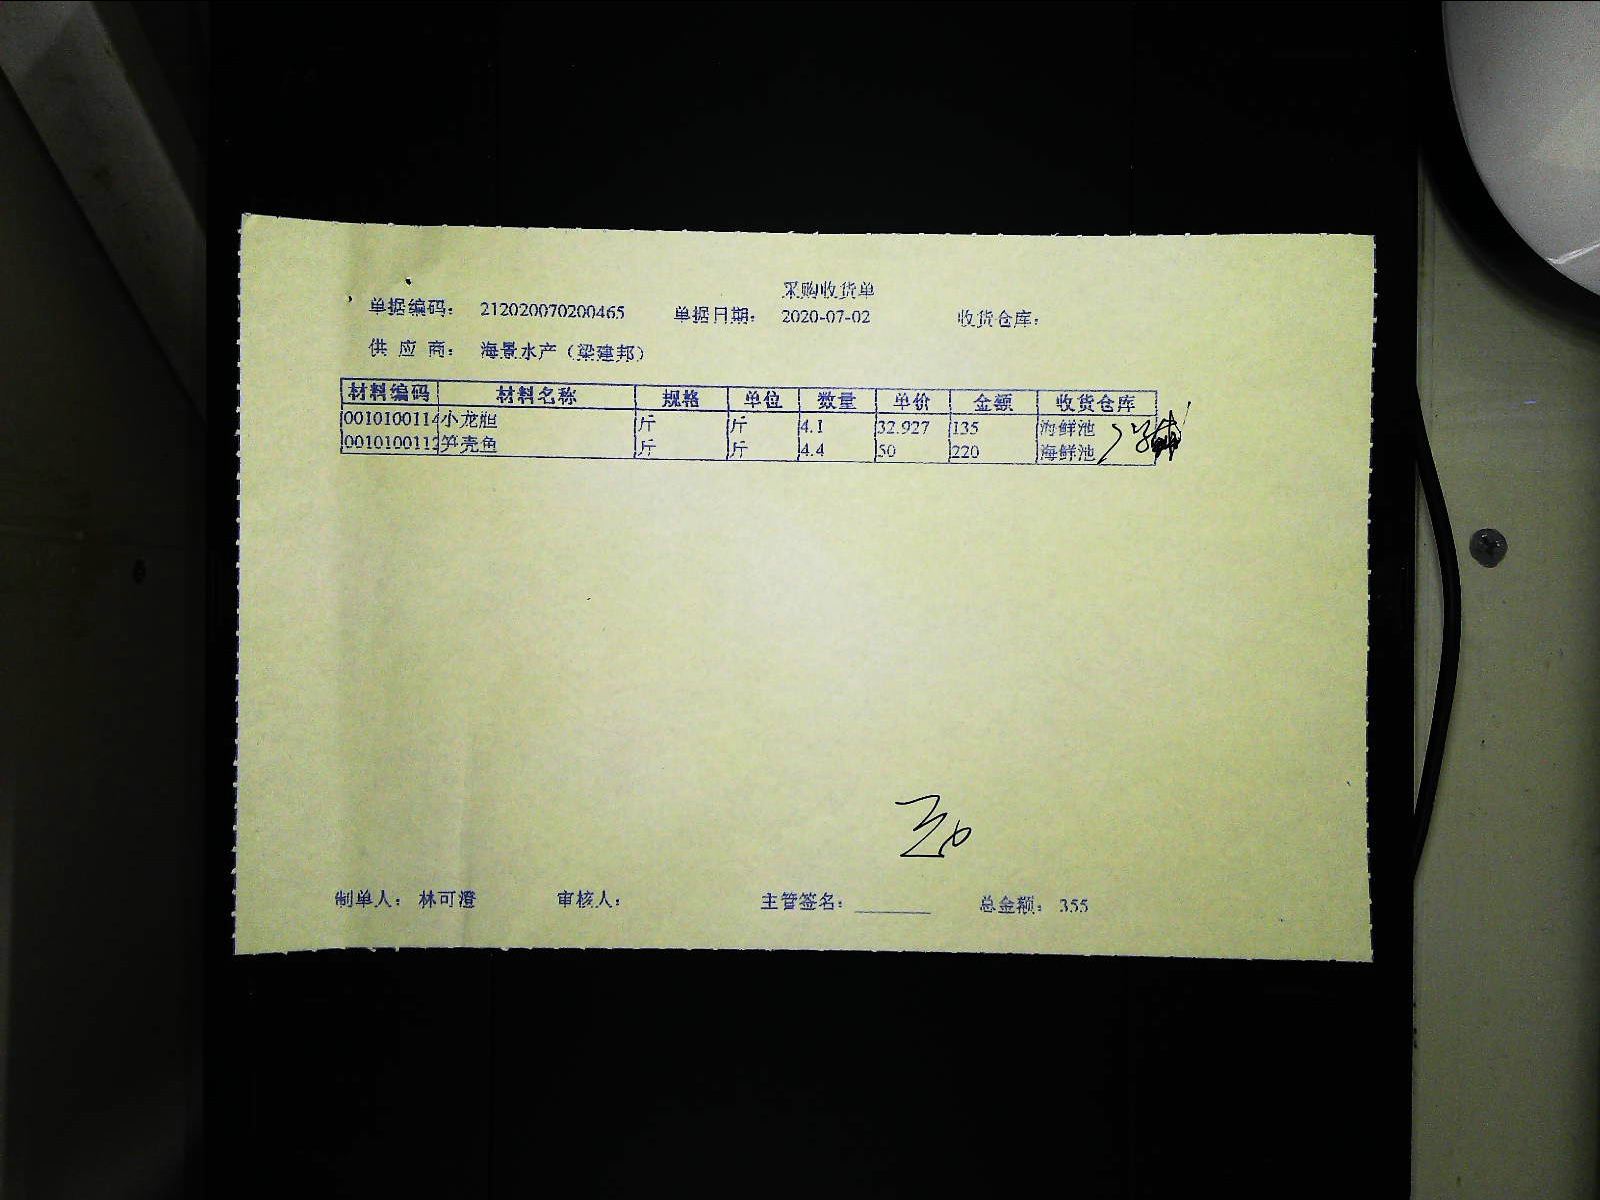 采购收货单
单据编码： 212020070200465 单据日期： 2020-07-02 收货仓库：
供 应 商： 海景水产（梁建邦）
材料编码 材料名称 规格 单位 数量 单价 金额 收货仓库
0010100114 小龙胆 斤 斤 4.1 32.927 135 海鲜池
001010011 笋壳鱼 斤 斤 4.4 50 220 海鲜池
制单人： 林可澄 审核人： 主管签名： 总金额： 355